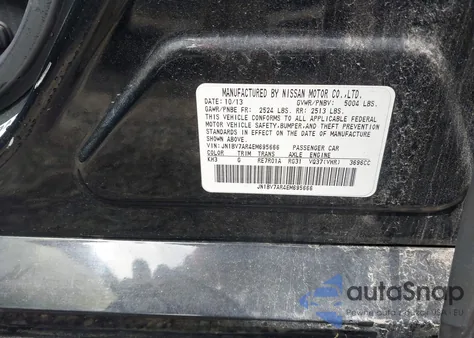 MANUFACTURED BY NISSAN MOTOR CO.,LTD.
DATE: 10/13 GVWR/PNBV: 5004 LBS.
GAWR/PNBE FR: 2524 LBS. RR: 2513 LBS.
THIS VEHICLE CONFORMS TO ALL APPLICABLE FEDERAL
MOTOR VEHICLE SAFETY, BUMPER, AND THEFT PREVENTION
STANDARDS IN EFFECT ON THE DATE OF MANUFACTURE
SHOWN ABOVE.
VIN: JN1BV7AR4EM695666 PASSENGER CAR
COLOR TRIM TRANS AXLE ENGINE
KH3 G RE7R01A RG31 VQ37(VHR) 3696CC
JN1BV7AR4EM695666
autoSnap